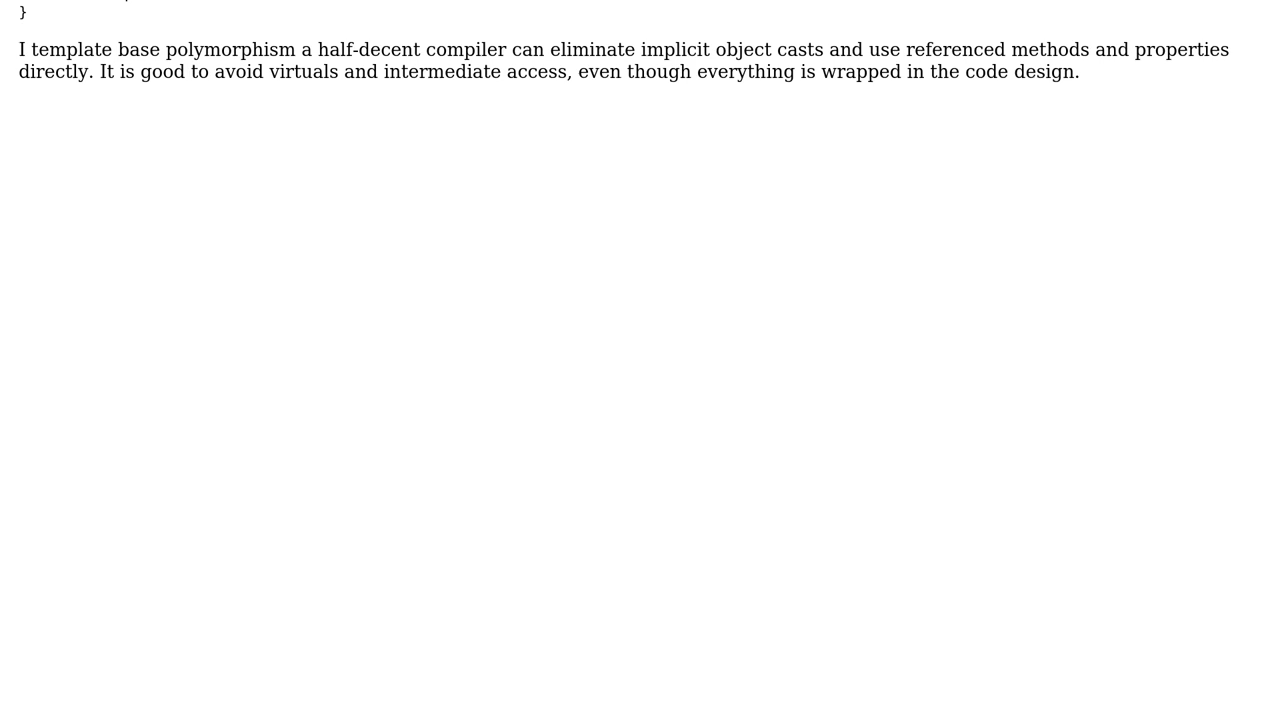 }
I template base polymorphism a half-decent compiler can eliminate implicit object casts and use referenced methods and properties
directly. It is good to avoid virtuals and intermediate access, even though everything is wrapped in the code design.